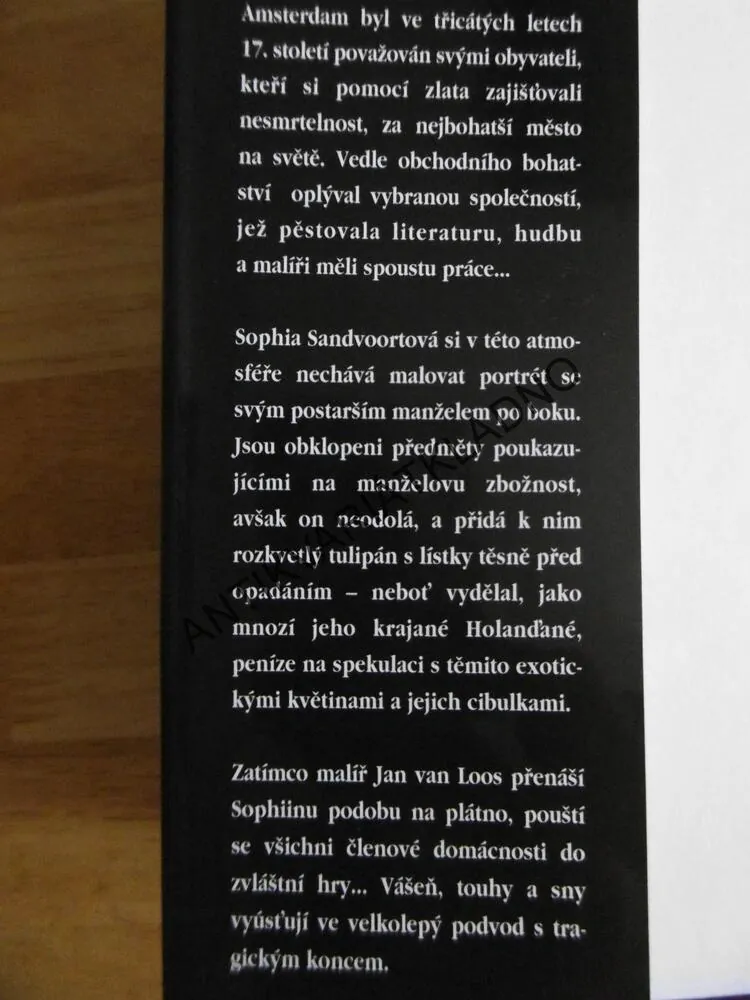 Amsterdam byl ve třicátých letech
17. století považován svými obyvateli,
kteří si pomocí zlata zajišťovali
nesmrtelnost, za nejbohatší město
na světě. Vedle obchodního bohat-
ství oplýval vybranou společností,
jež pěstovala literaturu, hudbu
a malíři měli spoustu práce...
Sophia Sandvoortová si v této atmo-
sféře nechává malovat portrét se
svým postarším manželem po boku.
Jsou obklopeni předměty poukazu-
jícími na manželovu zbožnost,
avšak on neodolá, a přidá k nim
rozkvetlý tulipán s lístky těsně před
opadáním – neboť vydělal, jako
mnozí jeho krajané Holanďané,
peníze na spekulaci s těmito exotic-
kými květinami a jejich cibulkami.
Zatímco malíř Jan van Loos přenáší
Sophiinu podobu na plátno, pouští
se všichni členové domácnosti do
zvláštní hry... Vášeň, touhy a sny
vyúsťují ve velkolepý podvod s tra-
gickým koncem.
ANTIKVARIATKLADNO